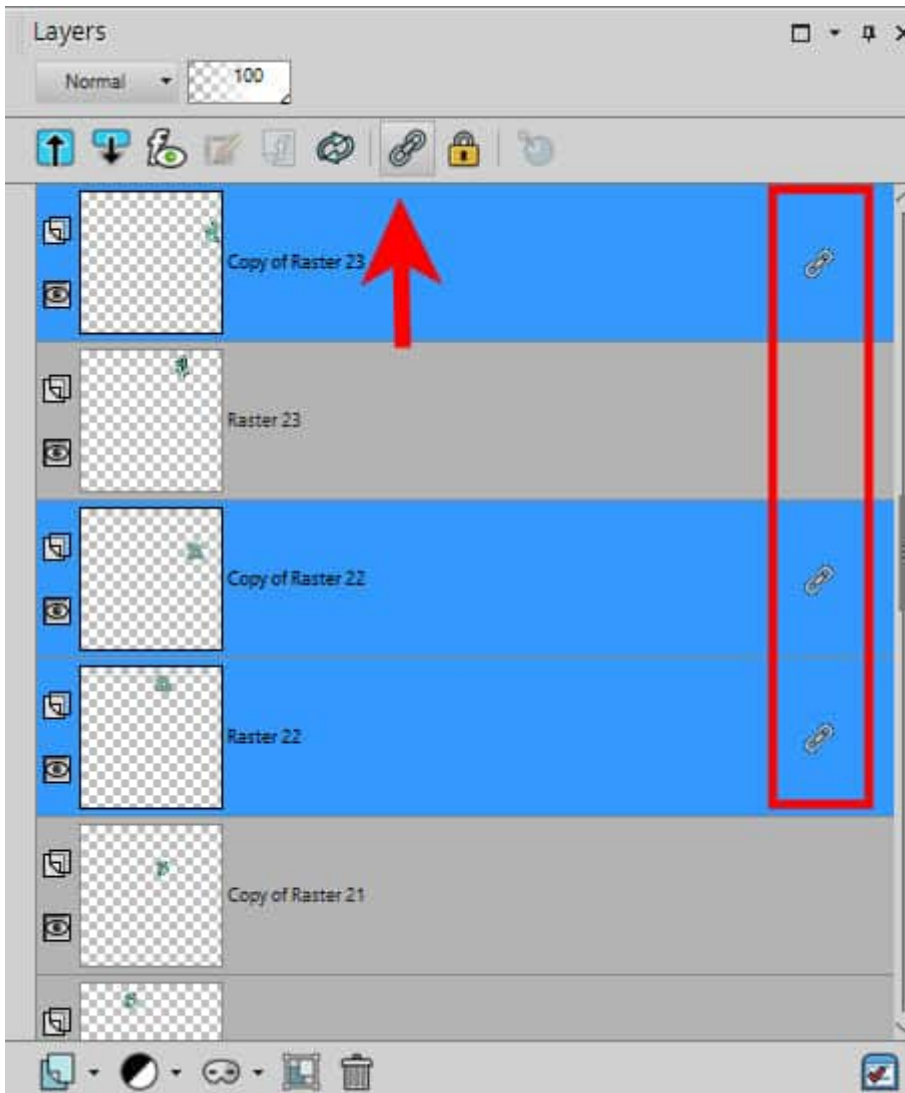 Layers
Normal 100
Copy of Raster 23
Raster 23
Copy of Raster 22
Raster 22
Copy of Raster 21